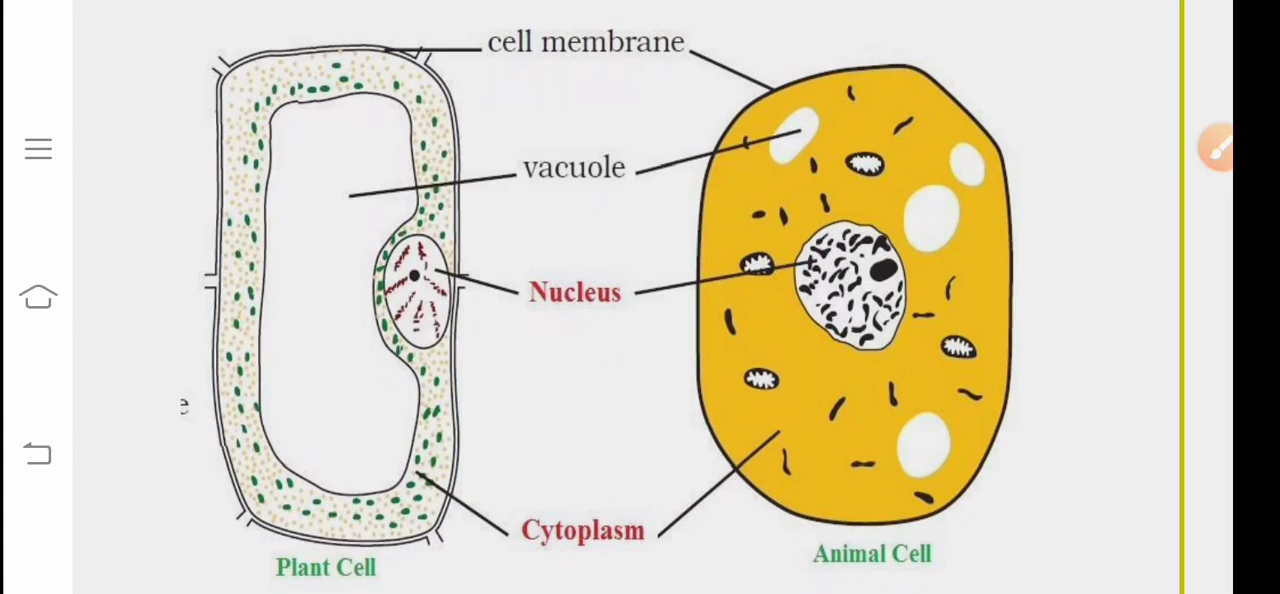 cell membrane
vacuole
Nucleus
e
Cytoplasm
Plant Cell
Animal Cell